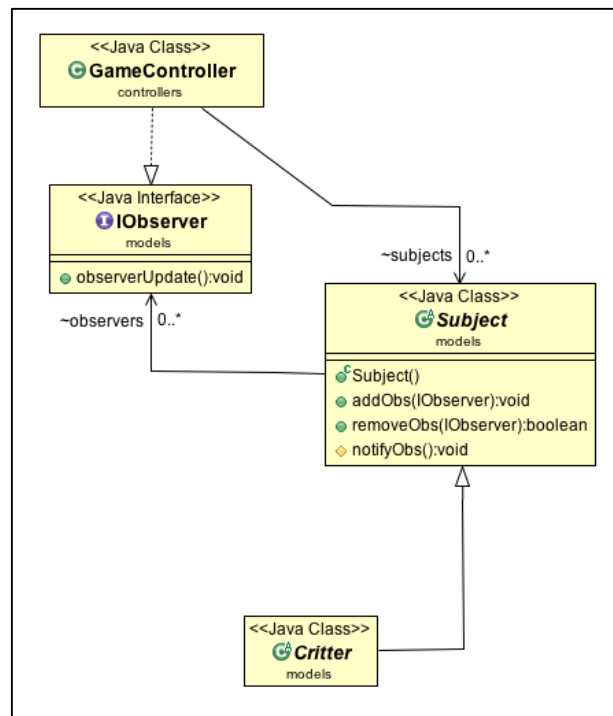 <<Java Class>>
GameController
controllers
<<Java Interface>>
IObserver
models
observerUpdate():void
~subjects 0..*
~observers 0..*
<<Java Class>>
Subject
models
Subject()
addObs(IObserver):void
removeObs(IObserver):boolean
notifyObs():void
<<Java Class>>
Critter
models